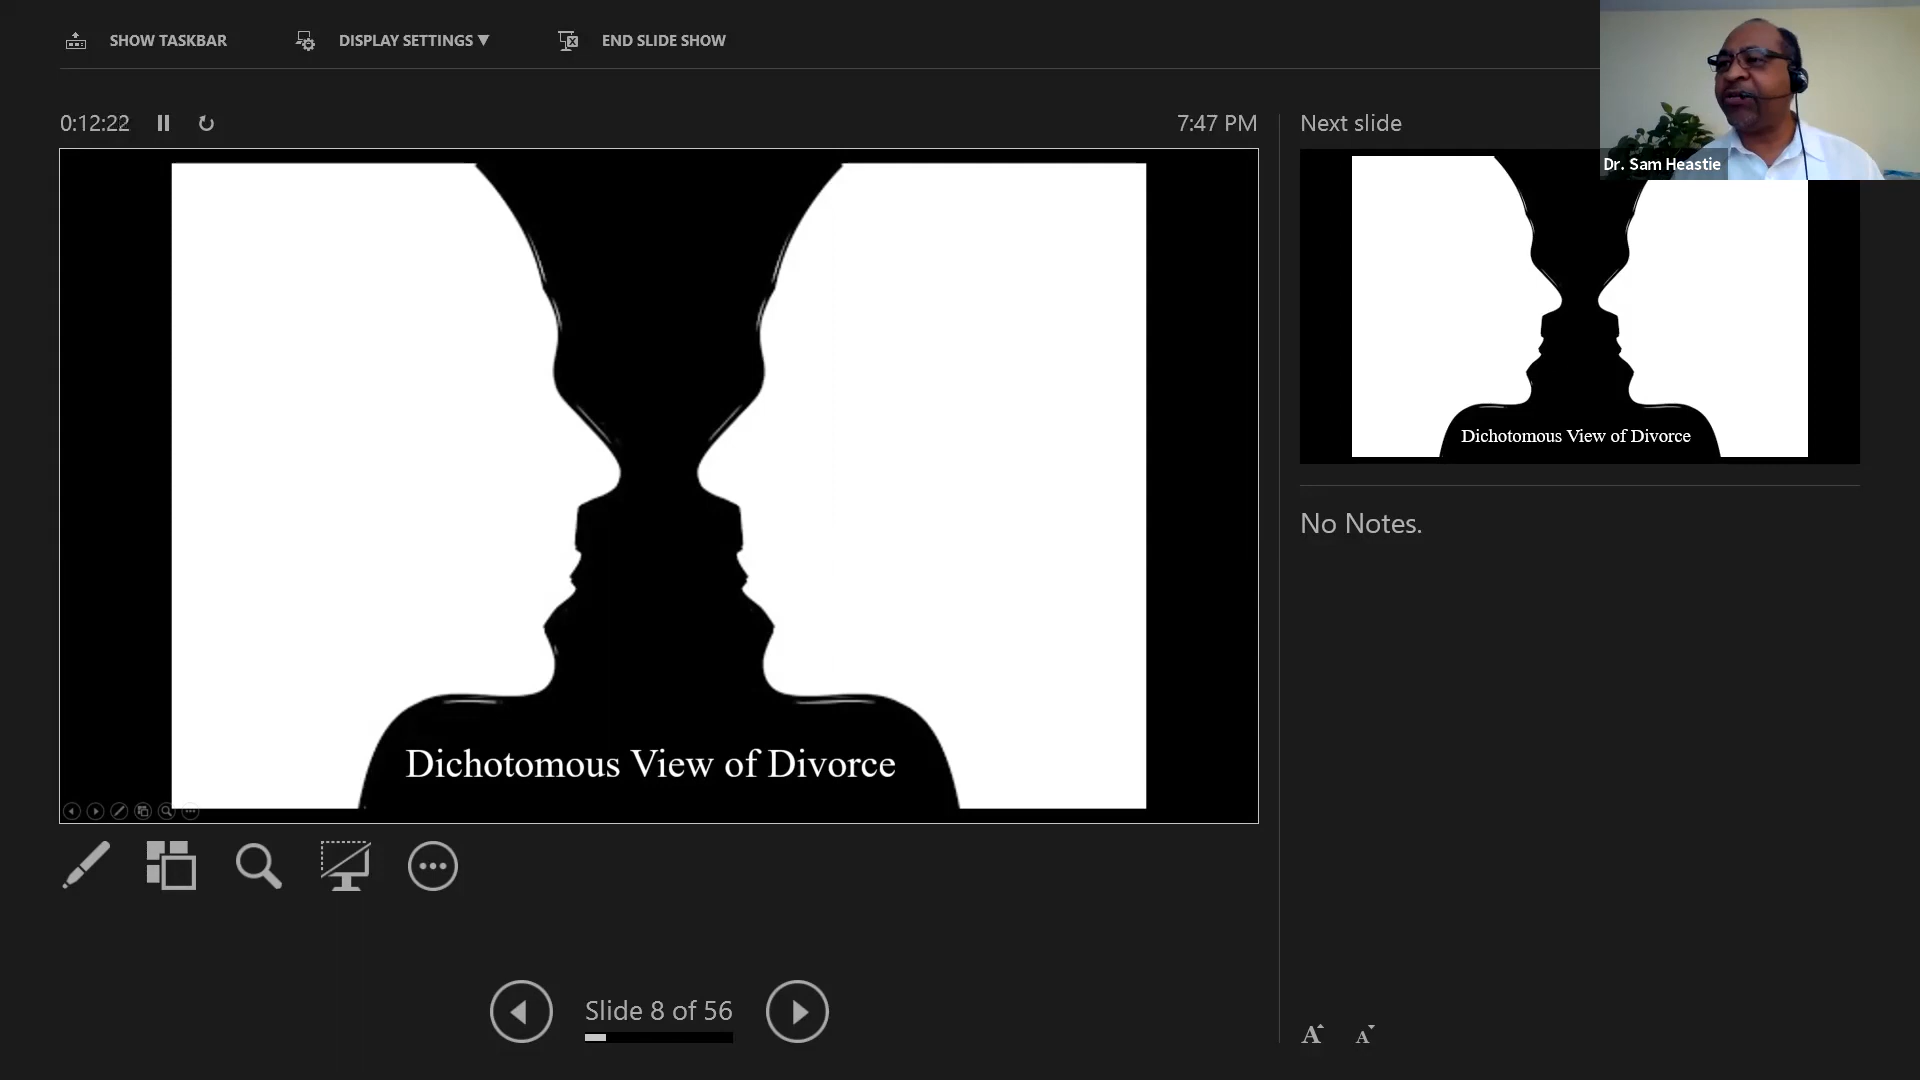 SHOW TASKBAR
DISPLAY SETTINGS ▼
END SLIDE SHOW
0:12:22
7:47 PM
Next slide
Dr. Sam Heastie
Dichotomous View of Divorce
Dichotomous View of Divorce
No Notes.
Slide 8 of 56
A A